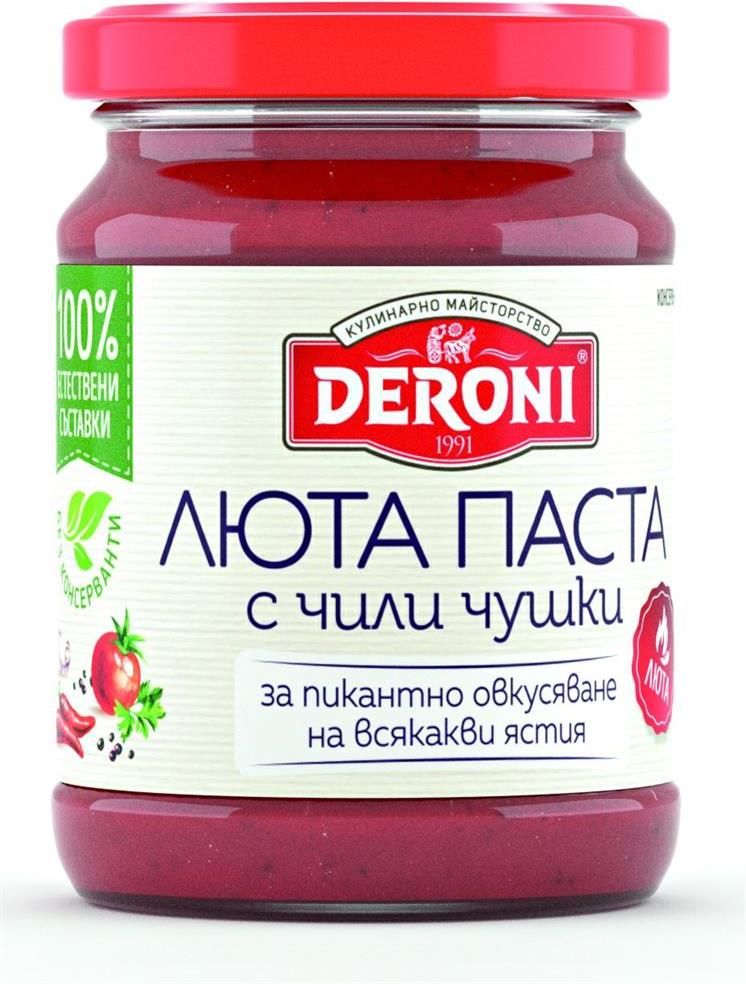 100%
ЕСТЕСТВЕНИ
СЪСТАВКИ
КУЛИНАРНО МАЙСТОРСТВО
DERONI®
1991
ЛЮТА ПАСТА
с чили чушки
КОНСЕРВАНТИ
ЛЮТА
за пикантно овкусяване
на всякакви ястия